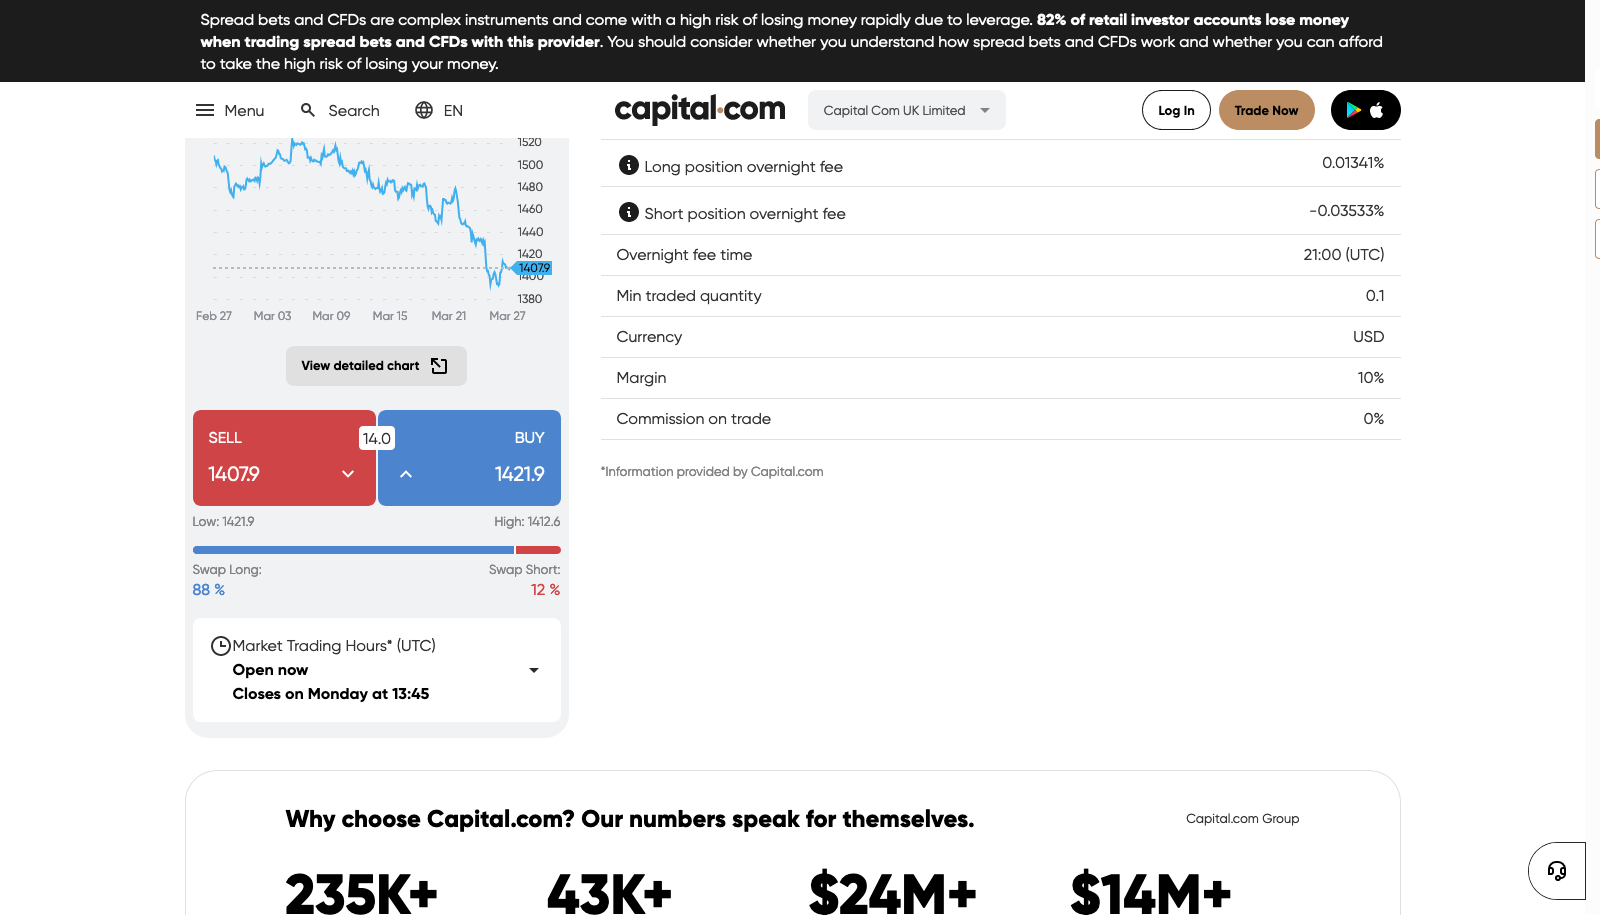 Spread bets and CFDs are complex instruments and come with a high risk of losing money rapidly due to leverage. 82% of retail investor accounts lose money
when trading spread bets and CFDs with this provider. You should consider whether you understand how spread bets and CFDs work and whether you can afford
to take the high risk of losing your money.
Menu
Search
EN
capital.com
Capital Com UK Limited
Log In
Trade Now
1520
1500
1480
1460
1440
1420
1407.9
1400
1380
Feb 27
Mar 03
Mar 09
Mar 15
Mar 21
Mar 27
View detailed chart
SELL
14.0
BUY
1407.9
1421.9
Low: 1421.9
High: 1412.6
Swap Long:
Swap Short:
88 %
12 %
Market Trading Hours* (UTC)
Open now
Closes on Monday at 13:45
Long position overnight fee
0.01341%
Short position overnight fee
-0.03533%
Overnight fee time
21:00 (UTC)
Min traded quantity
0.1
Currency
USD
Margin
10%
Commission on trade
0%
*Information provided by Capital.com
Why choose Capital.com? Our numbers speak for themselves.
Capital.com Group
235K+
43K+
$24M+
$14M+